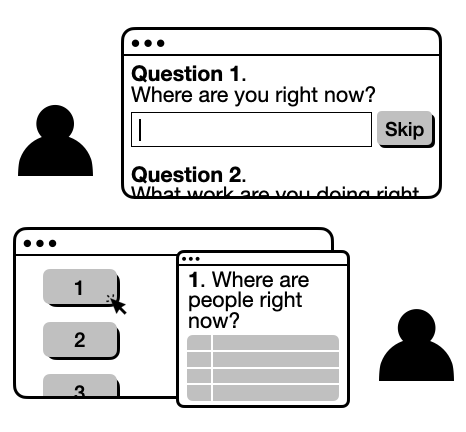 Question 1.
Where are you right now?
Skip
Question 2.
What work are you doing right
1
2
3
1. Where are
people right
now?